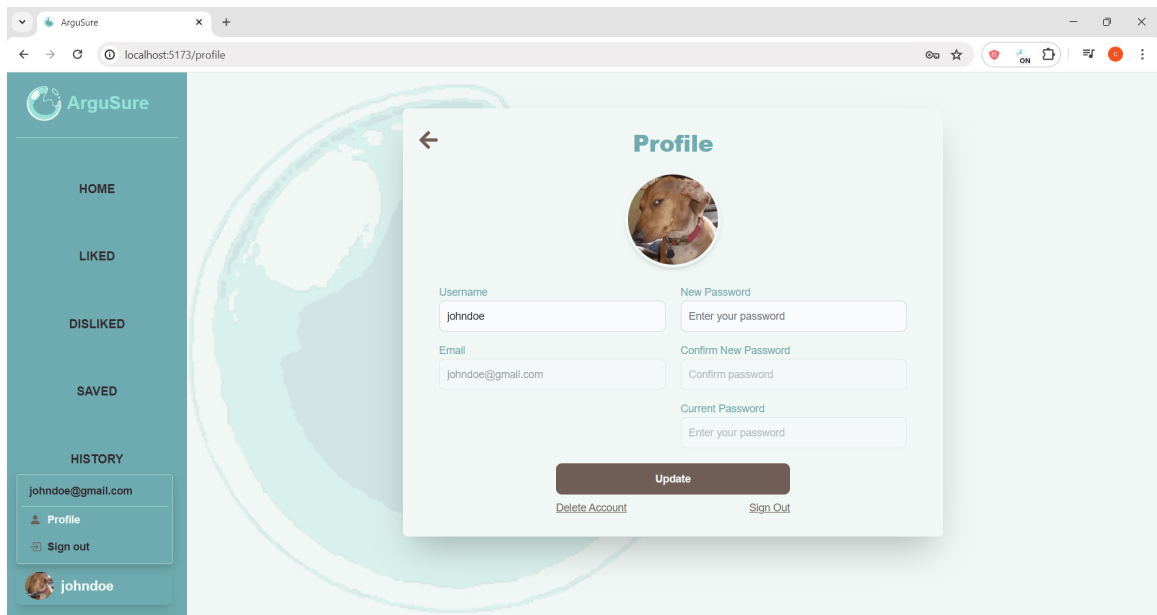 ArguSure
localhost:5173/profile
ON
C
ArguSure
HOME
LIKED
DISLIKED
SAVED
HISTORY
johndoe@gmail.com
Profile
Sign out
johndoe
Profile
Username
johndoe
Email
johndoe@gmail.com
New Password
Enter your password
Confirm New Password
Confirm password
Current Password
Enter your password
Update
Delete Account Sign Out